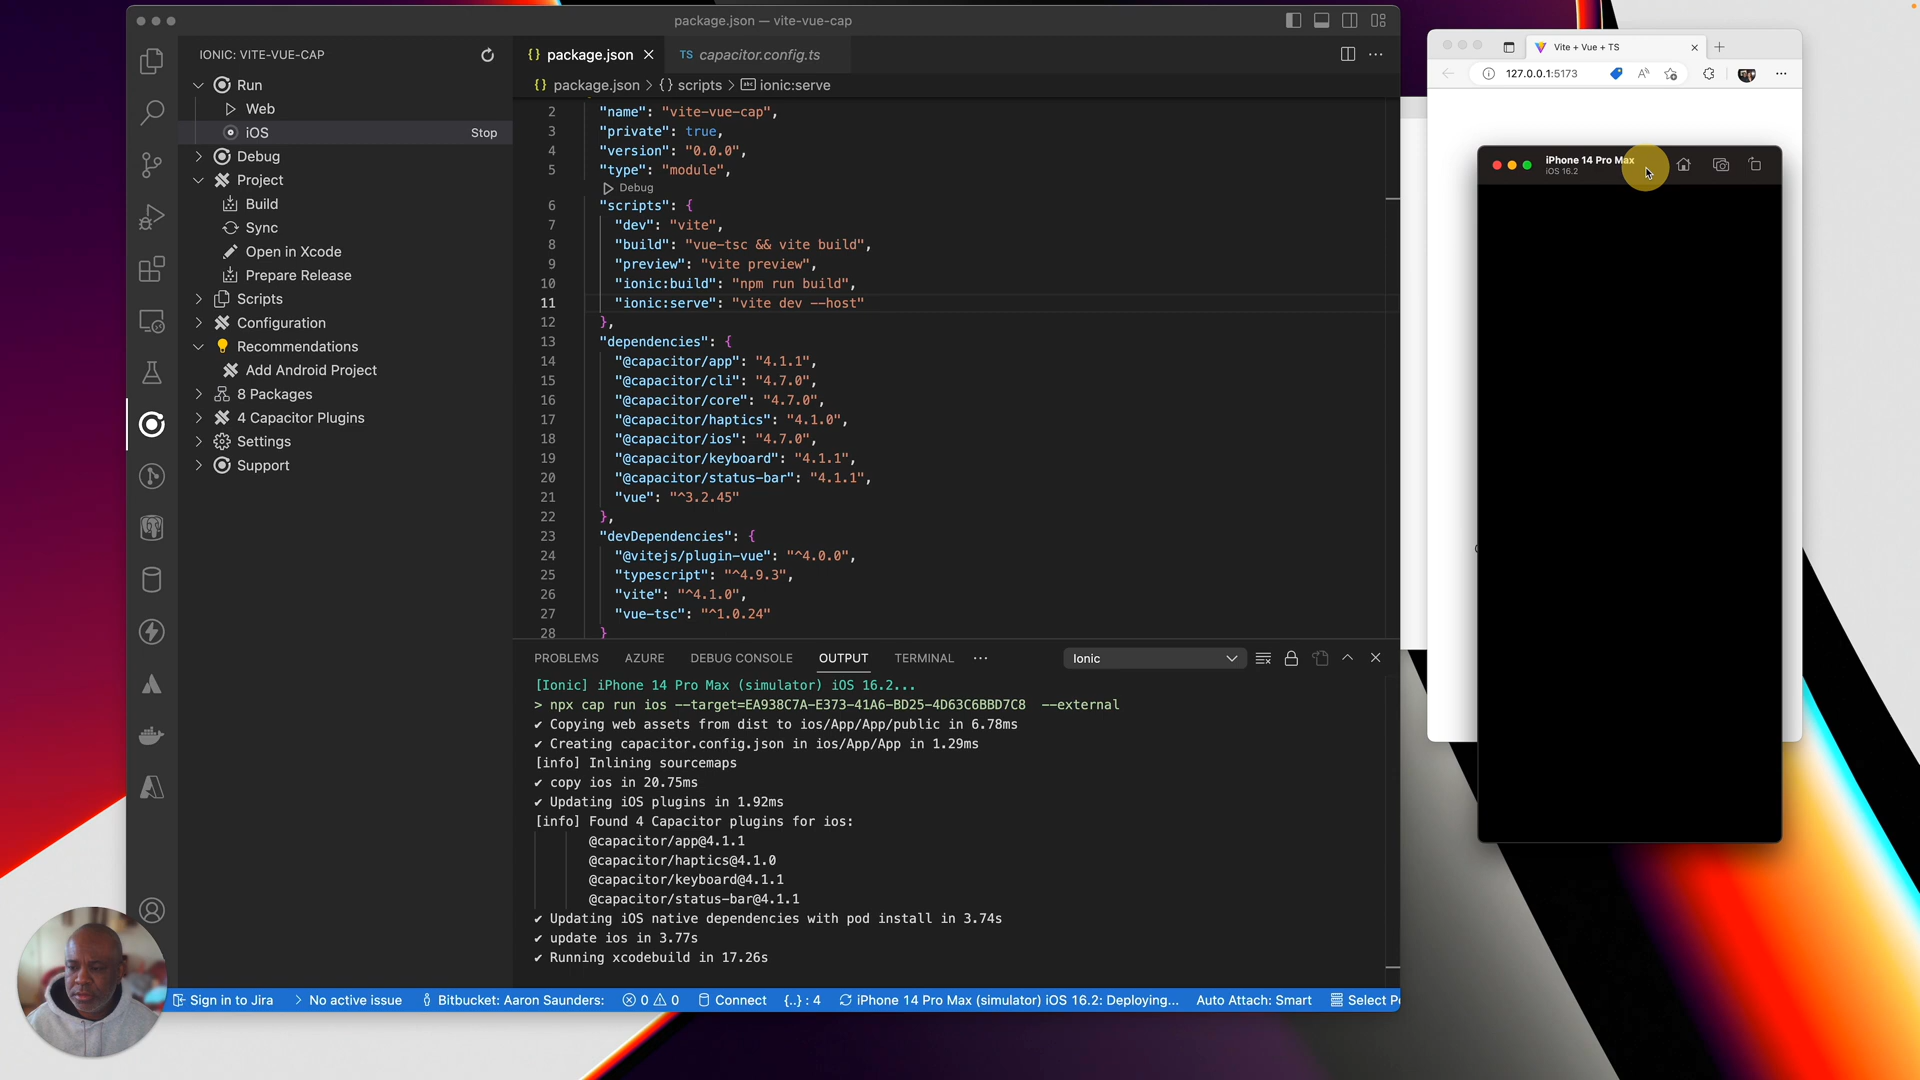 package.json — vite-vue-cap
IONIC: VITE-VUE-CAP
Run
Web
iOS
Stop
Debug
Project
Build
Sync
Open in Xcode
Prepare Release
Scripts
Configuration
Recommendations
Add Android Project
8 Packages
4 Capacitor Plugins
Settings
Support
{} package.json
TS capacitor.config.ts
{} package.json > {} scripts > ionic:serve
2 "name": "vite-vue-cap",
3 "private": true,
4 "version": "0.0.0",
5 "type": "module",
Debug
6 "scripts": {
7 "dev": "vite",
8 "build": "vue-tsc && vite build",
9 "preview": "vite preview",
10 "ionic:build": "npm run build",
11 "ionic:serve": "vite dev --host"
12 },
13 "dependencies": {
14 "@capacitor/app": "4.1.1",
15 "@capacitor/cli": "4.7.0",
16 "@capacitor/core": "4.7.0",
17 "@capacitor/haptics": "4.1.0",
18 "@capacitor/ios": "4.7.0",
19 "@capacitor/keyboard": "4.1.1",
20 "@capacitor/status-bar": "4.1.1",
21 "vue": "^3.2.45"
22 },
23 "devDependencies": {
24 "@vitejs/plugin-vue": "^4.0.0",
25 "typescript": "^4.9.3",
26 "vite": "^4.1.0",
27 "vue-tsc": "^1.0.24"
28 }
PROBLEMS AZURE DEBUG CONSOLE OUTPUT TERMINAL
Ionic
[Ionic] iPhone 14 Pro Max (simulator) iOS 16.2...
> npx cap run ios --target=EA938C7A-E373-41A6-BD25-4D63C6BBD7C8 --external
✔ Copying web assets from dist to ios/App/App/public in 6.78ms
✔ Creating capacitor.config.json in ios/App/App in 1.29ms
[info] Inlining sourcemaps
✔ copy ios in 20.75ms
✔ Updating iOS plugins in 1.92ms
[info] Found 4 Capacitor plugins for ios:
@capacitor/app@4.1.1
@capacitor/haptics@4.1.0
@capacitor/keyboard@4.1.1
@capacitor/status-bar@4.1.1
✔ Updating iOS native dependencies with pod install in 3.74s
✔ update ios in 3.77s
✔ Running xcodebuild in 17.26s
Sign in to Jira
No active issue
Bitbucket: Aaron Saunders:
0 0
Connect
{..} : 4
iPhone 14 Pro Max (simulator) iOS 16.2: Deploying...
Auto Attach: Smart
Select
Vite + Vue + TS
127.0.0.1:5173
iPhone 14 Pro Max
iOS 16.2